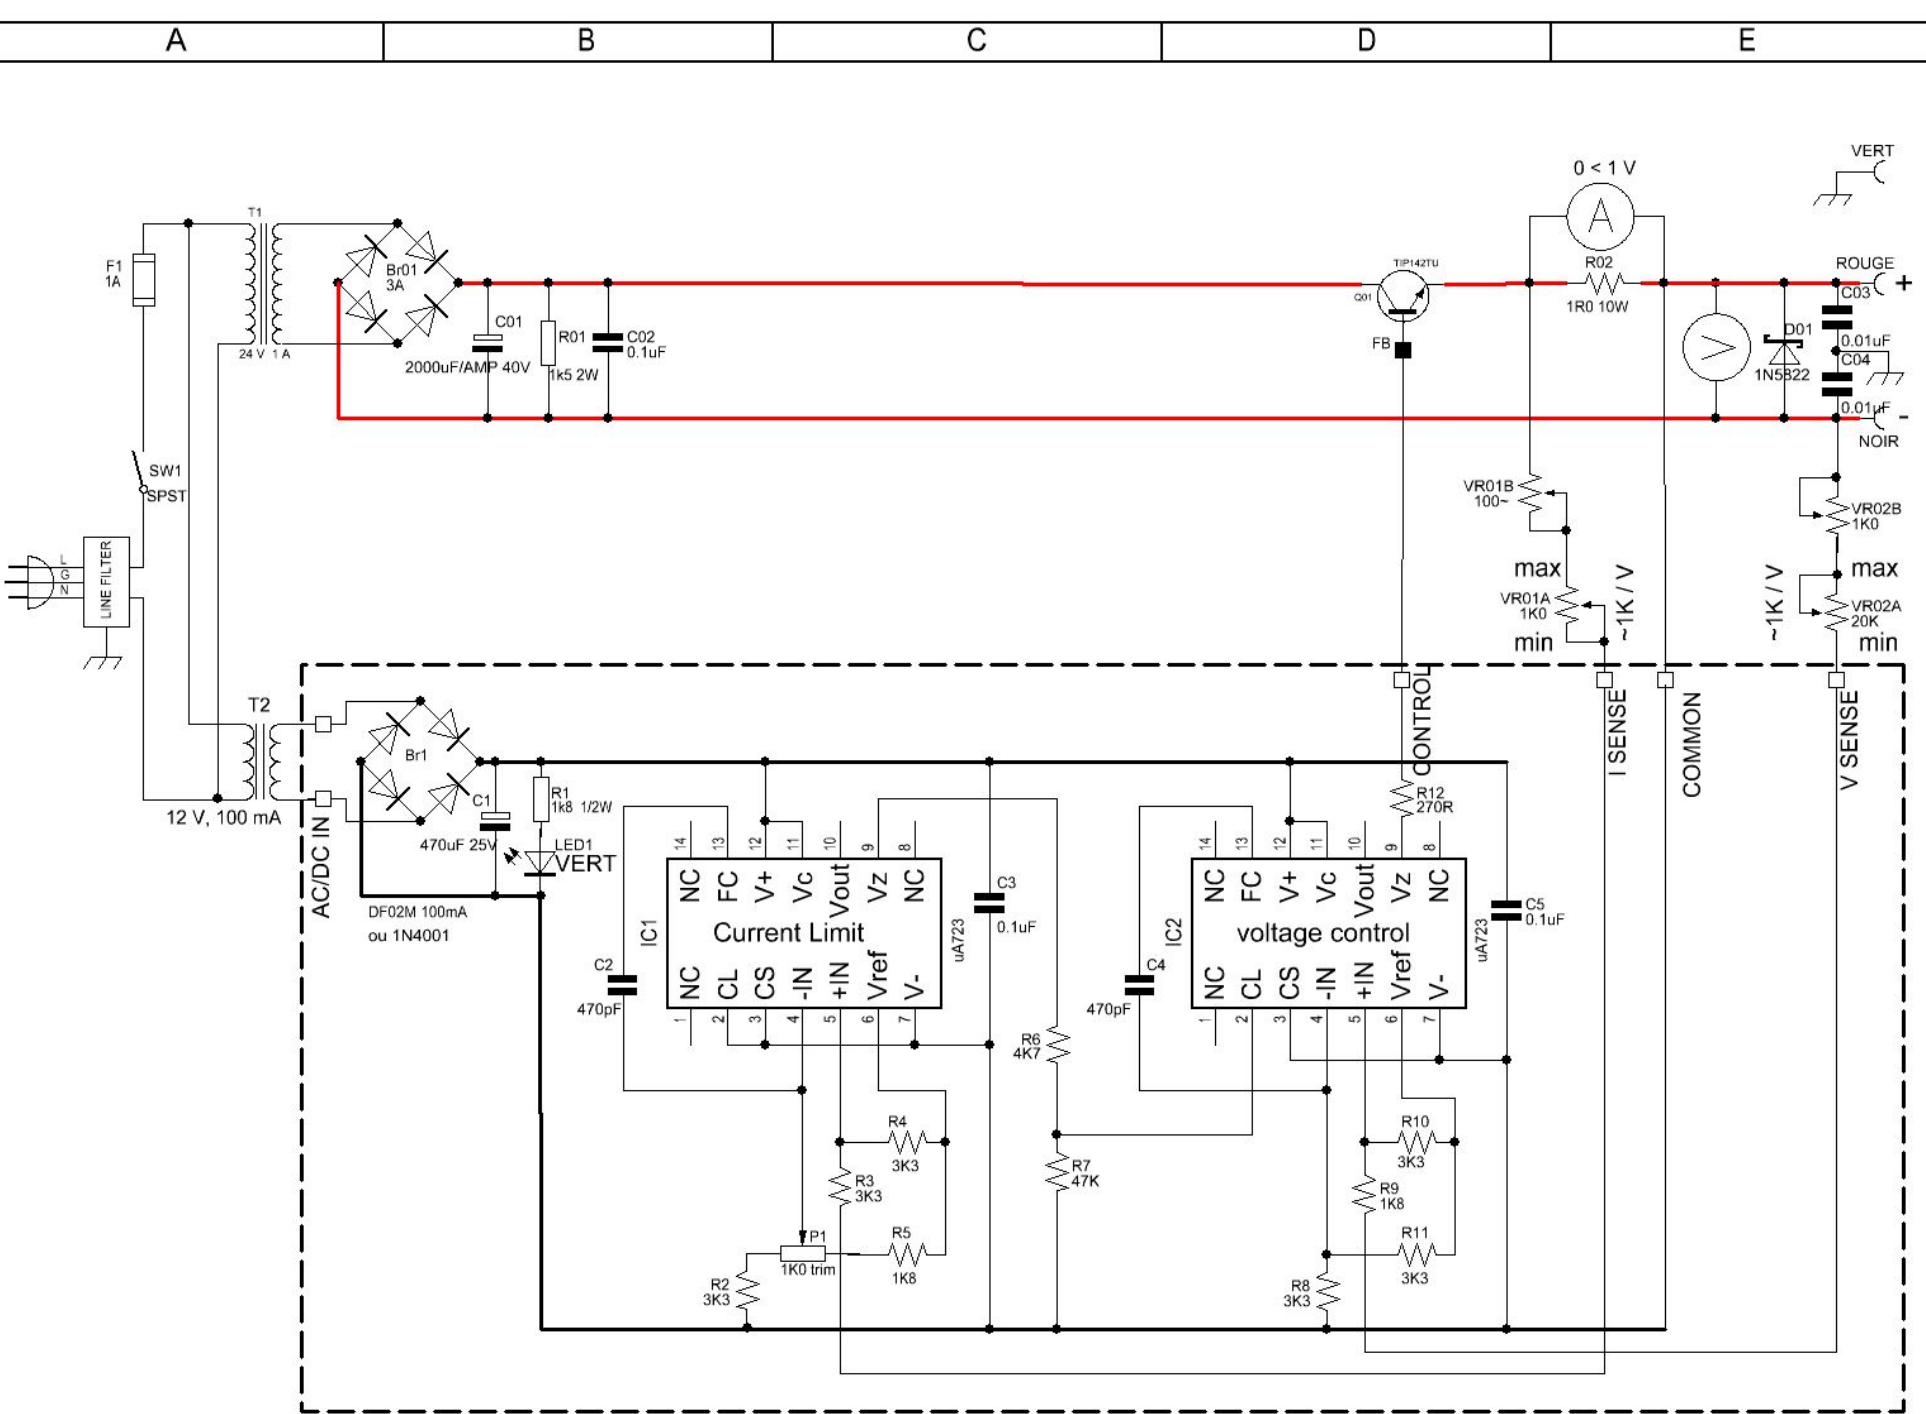 A B C D E
VERT
0 < 1 V
A
T1
F1
1A
Br01
3A
24 V 1 A
C01
2000uF/AMP 40V
R01
1k5 2W
C02
0.1uF
TIP142TU
Q01
FB
R02
1R0 10W
ROUGE
+
C03
0.01uF
V
D01
1N5822
C04
0.01uF
-
NOIR
SW1
SPST
LINE FILTER
L
G
N
VR01B
100~
max
VR01A
1K0
min
~1K / V
VR02B
1K0
~1K / V
max
VR02A
20K
min
T2
12 V, 100 mA
AC/DC IN
Br1
C1
470uF 25V
R1
1k8 1/2W
LED1
VERT
DF02M 100mA
ou 1N4001
CONTROL
I SENSE
COMMON
V SENSE
R12
270R
14 13 12 11 10 9 8
NC FC V+ Vc Vout Vz NC
IC1
Current Limit
uA723
NC CL CS -IN +IN Vref V-
1 2 3 4 5 6 7
C2
470pF
C3
0.1uF
14 13 12 11 10 9 8
NC FC V+ Vc Vout Vz NC
IC2
voltage control
uA723
NC CL CS -IN +IN Vref V-
1 2 3 4 5 6 7
C4
470pF
C5
0.1uF
R6
4K7
R4
3K3
R3
3K3
R7
47K
P1
1K0 trim
R5
1K8
R2
3K3
R10
3K3
R9
1K8
R11
3K3
R8
3K3